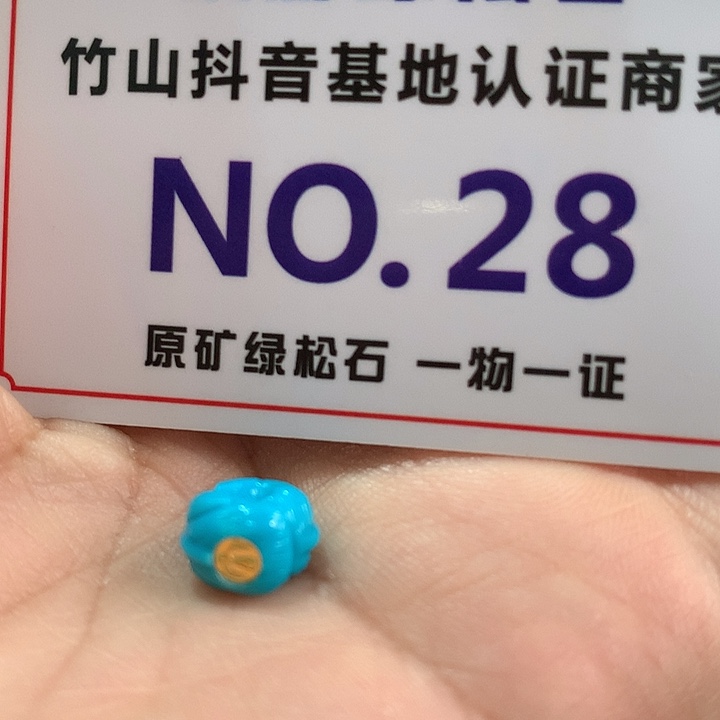 竹山抖音基地认证商家
NO.28
原矿绿松石 一物一证